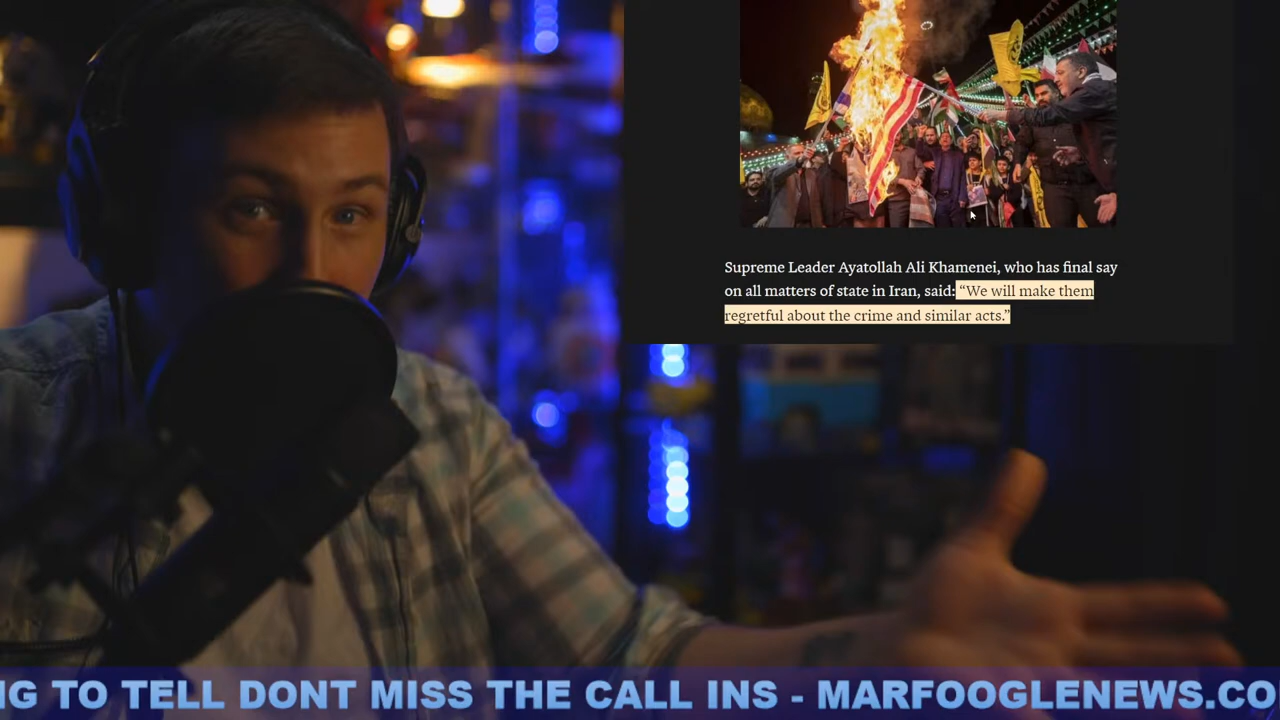 Supreme Leader Ayatollah Ali Khamenei, who has final say
on all matters of state in Iran, said: “We will make them
regretful about the crime and similar acts.”
NG TO TELL DONT MISS THE CALL INS - MARFOOGLENEWS.CO